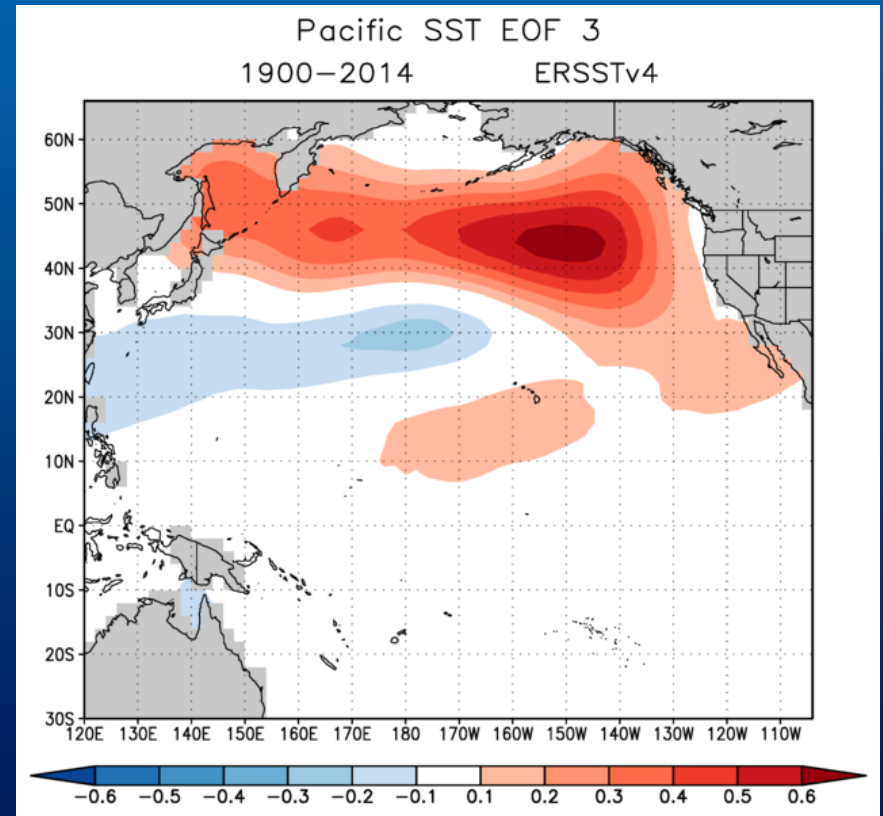 Pacific SST EOF 3
1900−2014 ERSSTv4
60N
50N
40N
30N
20N
10N
EQ
10S
20S
30S
120E 130E 140E 150E 160E 170E 180 170W 160W 150W 140W 130W 120W 110W
−0.6 −0.5 −0.4 −0.3 −0.2 −0.1 0.1 0.2 0.3 0.4 0.5 0.6